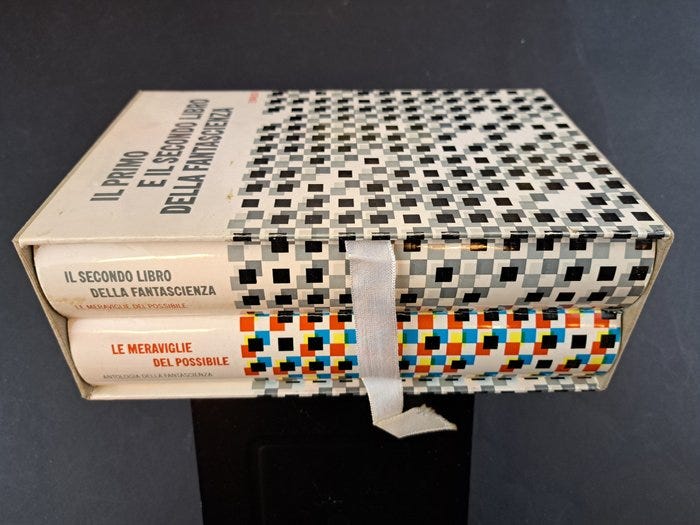 IL PRIMO
E IL SECONDO LIBRO
DELLA FANTASCIENZA
IL SECONDO LIBRO
DELLA FANTASCIENZA
LE MERAVIGLIE DEL POSSIBILE
LE MERAVIGLIE
DEL POSSIBILE
ANTOLOGIA DELLA FANTASCIENZA